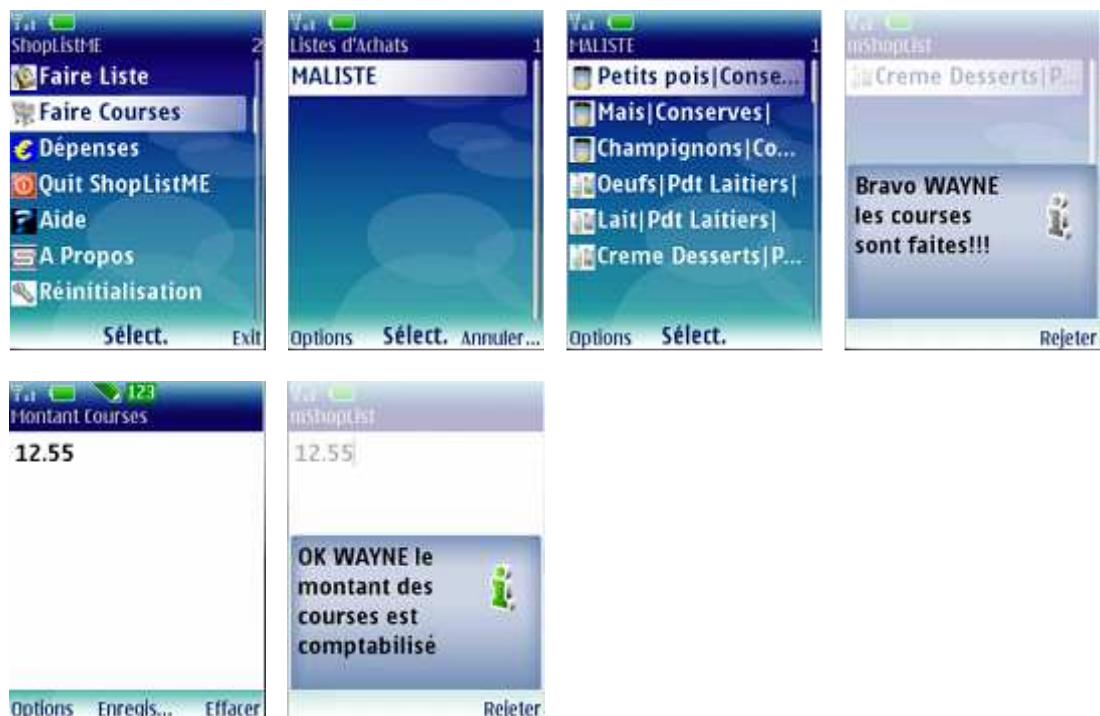 ShopListME 2
Faire Liste
Faire Courses
Dépenses
Quit ShopListME
Aide
A Propos
Réinitialisation
Sélect. Exit
Listes d'Achats 1
MALISTE
Options Sélect. Annuler...
MALISTE 1
Petits pois|Conse...
Mais|Conserves|
Champignons|Co...
Oeufs|Pdt Laitiers|
Lait|Pdt Laitiers|
Creme Desserts|P...
Options Sélect.
mShopList
Creme Desserts|P...
Bravo WAYNE
les courses
sont faites!!!
Rejeter
123
Montant Courses
12.55
Options Enregis... Effacer
mShopList
12.55
OK WAYNE le
montant des
courses est
comptabilisé
Rejeter